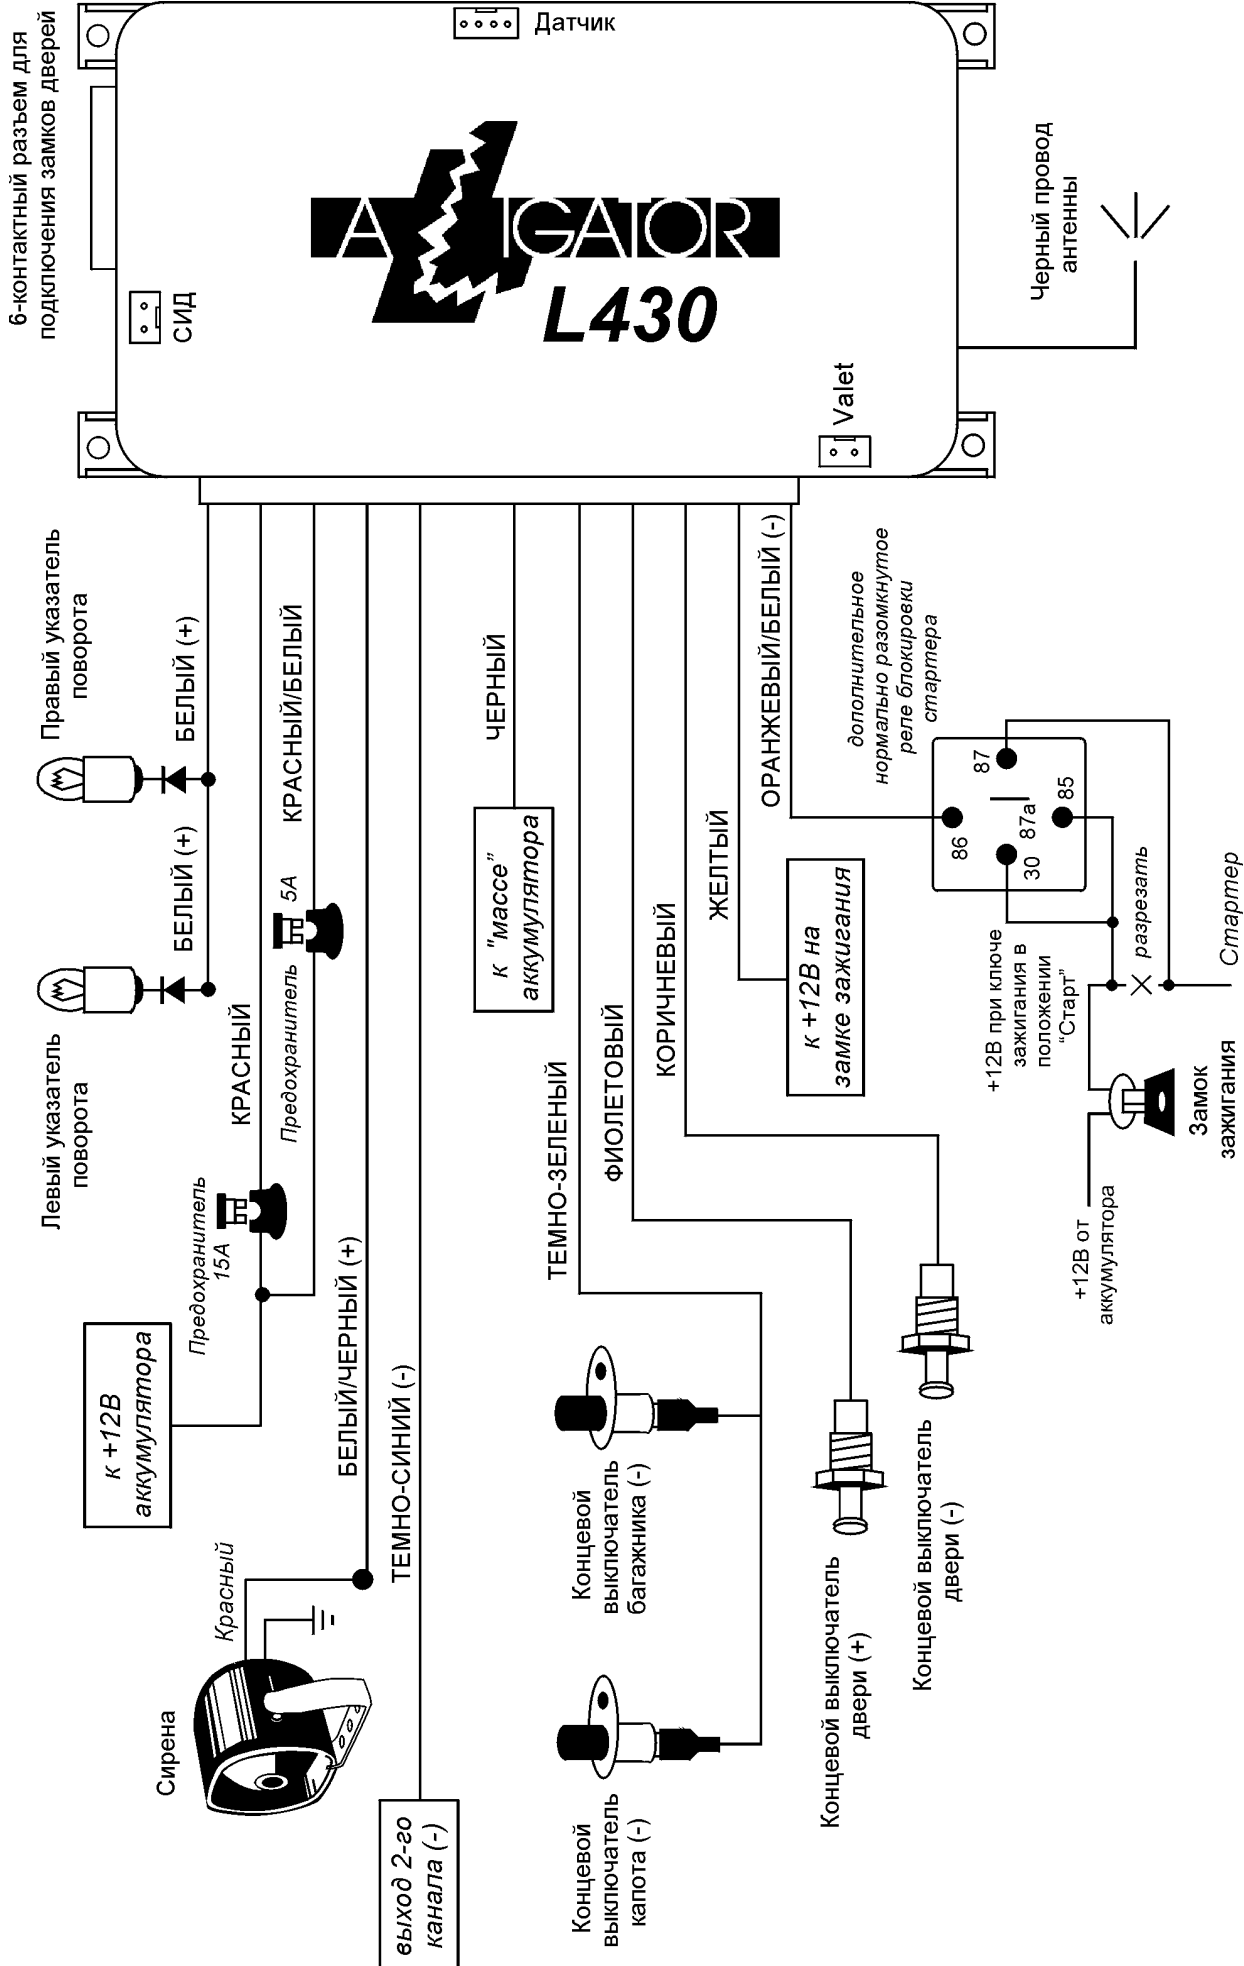 6-контактный разъем для
подключения замков дверей
Датчик
СИД
ALLIGATOR
L430
Valet
Черный провод
антенны
Правый указатель
поворота
Левый указатель
поворота
БЕЛЫЙ (+)
БЕЛЫЙ (+)
КРАСНЫЙ
КРАСНЫЙ/БЕЛЫЙ
Предохранитель
15А
Предохранитель 5А
к +12В
аккумулятора
Сирена
Красный
БЕЛЫЙ/ЧЕРНЫЙ (+)
ТЕМНО-СИНИЙ (-)
выход 2-го
канала (-)
ЧЕРНЫЙ
к "массе"
аккумулятора
ТЕМНО-ЗЕЛЕНЫЙ
Концевой
выключатель
багажника (-)
Концевой
выключатель
капота (-)
ФИОЛЕТОВЫЙ
Концевой выключатель
двери (+)
КОРИЧНЕВЫЙ
Концевой выключатель
двери (-)
ЖЕЛТЫЙ
к +12В на
замке зажигания
ОРАНЖЕВЫЙ/БЕЛЫЙ (-)
дополнительное
нормально разомкнутое
реле блокировки
стартера
86
87
87а
30
85
+12В при ключе
зажигания в
положении
“Старт”
разрезать
Стартер
Замок
зажигания
+12В от
аккумулятора